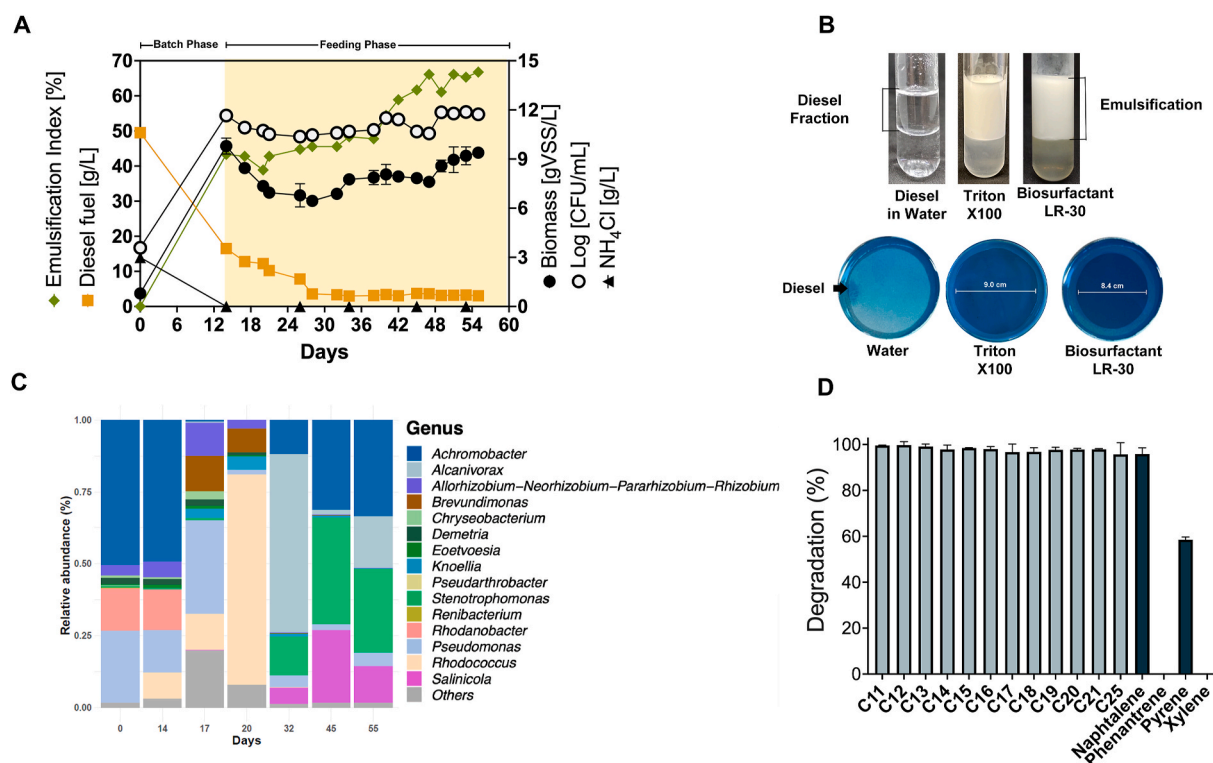 A
Batch Phase
Feeding Phase
Emulsification Index [%]
Diesel fuel [g/L]
70
60
50
40
30
20
10
0
15
12
9
6
3
0
Biomass [gVSS/L]
Log [CFU/mL]
NH4Cl [g/L]
0 6 12 14 18 24 30 36 42 48 47 54 60
Days
B
Diesel
Fraction
Emulsification
Diesel
in Water
Triton
X100
Biosurfactant
LR-30
Diesel
9.0 cm
8.4 cm
Water
Triton
X100
Biosurfactant
LR-30
C
Relative abundance (%)
1.00
0.75
0.50
0.25
0.00
0 14 17 20 32 45 55
Days
Genus
Achromobacter
Alcanivorax
Allorhizobium−Neorhizobium−Pararhizobium−Rhizobium
Brevundimonas
Chryseobacterium
Demetria
Eoetvoesia
Knoellia
Pseudarthrobacter
Stenotrophomonas
Renibacterium
Rhodanobacter
Pseudomonas
Rhodococcus
Salinicola
Others
D
Degradation (%)
100
80
60
40
20
0
C11
C12
C13
C14
C15
C16
C17
C18
C19
C20
C21
C25
Naphtalene
Phenantrene
Pyrene
Xylene